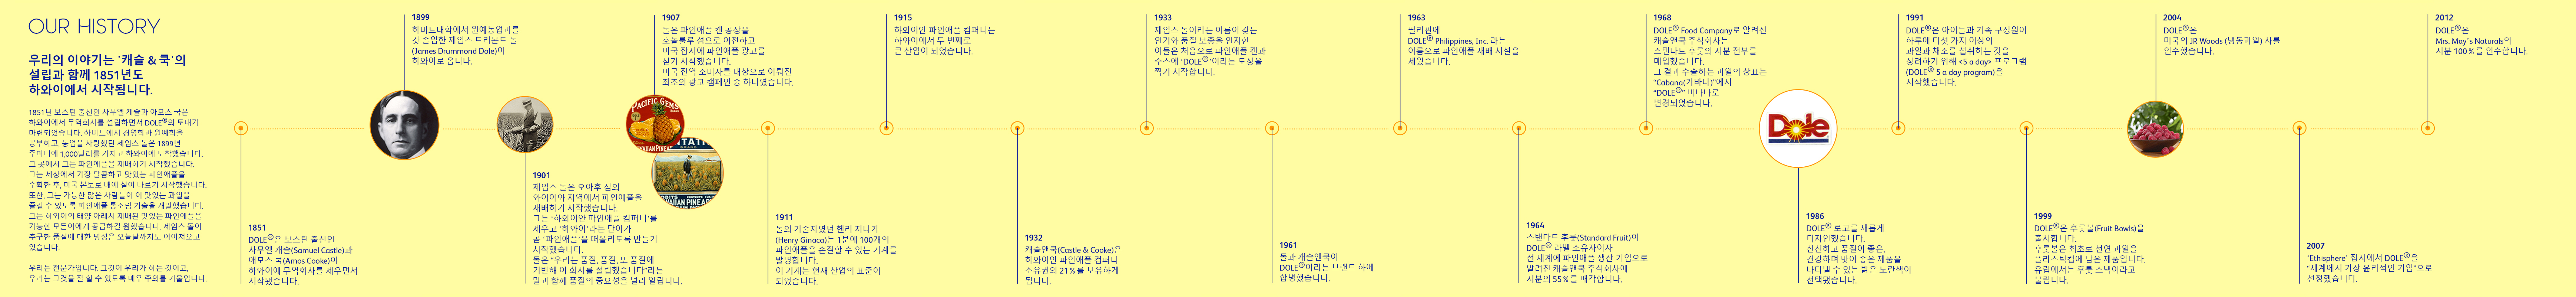 OUR HISTORY
우리의 이야기는 '캐슬 & 쿡'의
설립과 함께 1851년도
하와이에서 시작됩니다.
1851년 보스턴 출신인 사무엘 캐슬과 아모스 쿡은
하와이에서 무역회사를 설립하면서 DOLE®의 토대가
마련되었습니다. 하버드에서 경영학과 원예학을
공부하고, 농업을 사랑했던 제임스 돌은 1899년
주머니에 1,000달러를 가지고 하와이에 도착했습니다.
그 곳에서 그는 파인애플을 재배하기 시작했습니다.
그는 세상에서 가장 달콤하고 맛있는 파인애플을
수확한 후, 미국 본토로 배에 실어 나르기 시작했습니다.
또한, 그는 가능한 많은 사람들이 이 맛있는 과일을
즐길 수 있도록 파인애플 통조림 기술을 개발했습니다.
그는 하와이의 태양 아래서 재배된 맛있는 파인애플을
가능한 모든이에게 공급하길 원했습니다. 제임스 돌이
추구한 품질에 대한 명성은 오늘날까지도 이어져오고
있습니다.
우리는 전문가입니다. 그것이 우리가 하는 것이고,
우리는 그것을 잘 할 수 있도록 매우 주의를 기울입니다.
1851
DOLE®은 보스턴 출신인
사무엘 캐슬(Samuel Castle)과
애모스 쿡(Amos Cooke)이
하와이에 무역회사를 세우면서
시작됐습니다.
1899
하버드대학에서 원예농업과를
갓 졸업한 제임스 드러몬드 돌
(James Drummond Dole)이
하와이로 옵니다.
1901
제임스 돌은 오아후 섬의
와이아와 지역에서 파인애플을
재배하기 시작했습니다.
그는 '하와이안 파인애플 컴퍼니'를
세우고 '하와이'라는 단어가
곧 '파인애플'을 떠올리도록 만들기
시작했습니다.
돌은 "우리는 품질, 품질, 또 품질에
기반해 이 회사를 설립했습니다"라는
말과 함께 품질의 중요성을 널리 알립니다.
1907
돌은 파인애플 캔 공장을
호놀룰루 섬으로 이전하고
미국 잡지에 파인애플 광고를
싣기 시작했습니다.
미국 전역 소비자를 대상으로 이뤄진
최초의 광고 캠페인 중 하나였습니다.
PACIFIC GEMS
1911
돌의 기술자였던 헨리 지나카
(Henry Ginaca)는 1분에 100개의
파인애플을 손질할 수 있는 기계를
발명합니다.
이 기계는 현재 산업의 표준이
되었습니다.
1915
하와이안 파인애플 컴퍼니는
하와이에서 두 번째로
큰 산업이 되었습니다.
1932
캐슬앤쿡(Castle & Cooke)은
하와이안 파인애플 컴퍼니
소유권의 21 %를 보유하게
됩니다.
1933
제임스 돌이라는 이름이 갖는
인기와 품질 보증을 인지한
이들은 처음으로 파인애플 캔과
주스에 'DOLE®'이라는 도장을
찍기 시작합니다.
1961
돌과 캐슬앤쿡이
DOLE®이라는 브랜드 하에
합병했습니다.
1963
필리핀에
DOLE® Philippines, Inc. 라는
이름으로 파인애플 재배 시설을
세웠습니다.
1964
스탠다드 후룻(Standard Fruit)이
DOLE® 라벨 소유자이자
전 세계에 파인애플 생산 기업으로
알려진 캐슬앤쿡 주식회사에
지분의 55 %를 매각합니다.
1968
DOLE® Food Company로 알려진
캐슬앤쿡 주식회사는
스탠다드 후룻의 지분 전부를
매입했습니다.
그 결과 수출하는 과일의 상표는
"Cabana(카바나)"에서
"DOLE®" 바나나로
변경되었습니다.
Dole
1986
DOLE® 로고를 새롭게
디자인했습니다.
신선하고 품질이 좋은,
건강하며 맛이 좋은 제품을
나타낼 수 있는 밝은 노란색이
선택됐습니다.
1991
DOLE®은 아이들과 가족 구성원이
하루에 다섯 가지 이상의
과일과 채소를 섭취하는 것을
장려하기 위해 <5 a day> 프로그램
(DOLE® 5 a day program)을
시작했습니다.
1999
DOLE®은 후룻볼(Fruit Bowls)을
출시합니다.
후룻볼은 최초로 천연 과일을
플라스틱컵에 담은 제품입니다.
유럽에서는 후룻 스낵이라고
불립니다.
2004
DOLE®은
미국의 JR Woods (냉동과일) 사를
인수했습니다.
2007
'Ethisphere' 잡지에서 DOLE®을
"세계에서 가장 윤리적인 기업"으로
선정했습니다.
2012
DOLE®은
Mrs. May's Naturals의
지분 100 %를 인수합니다.